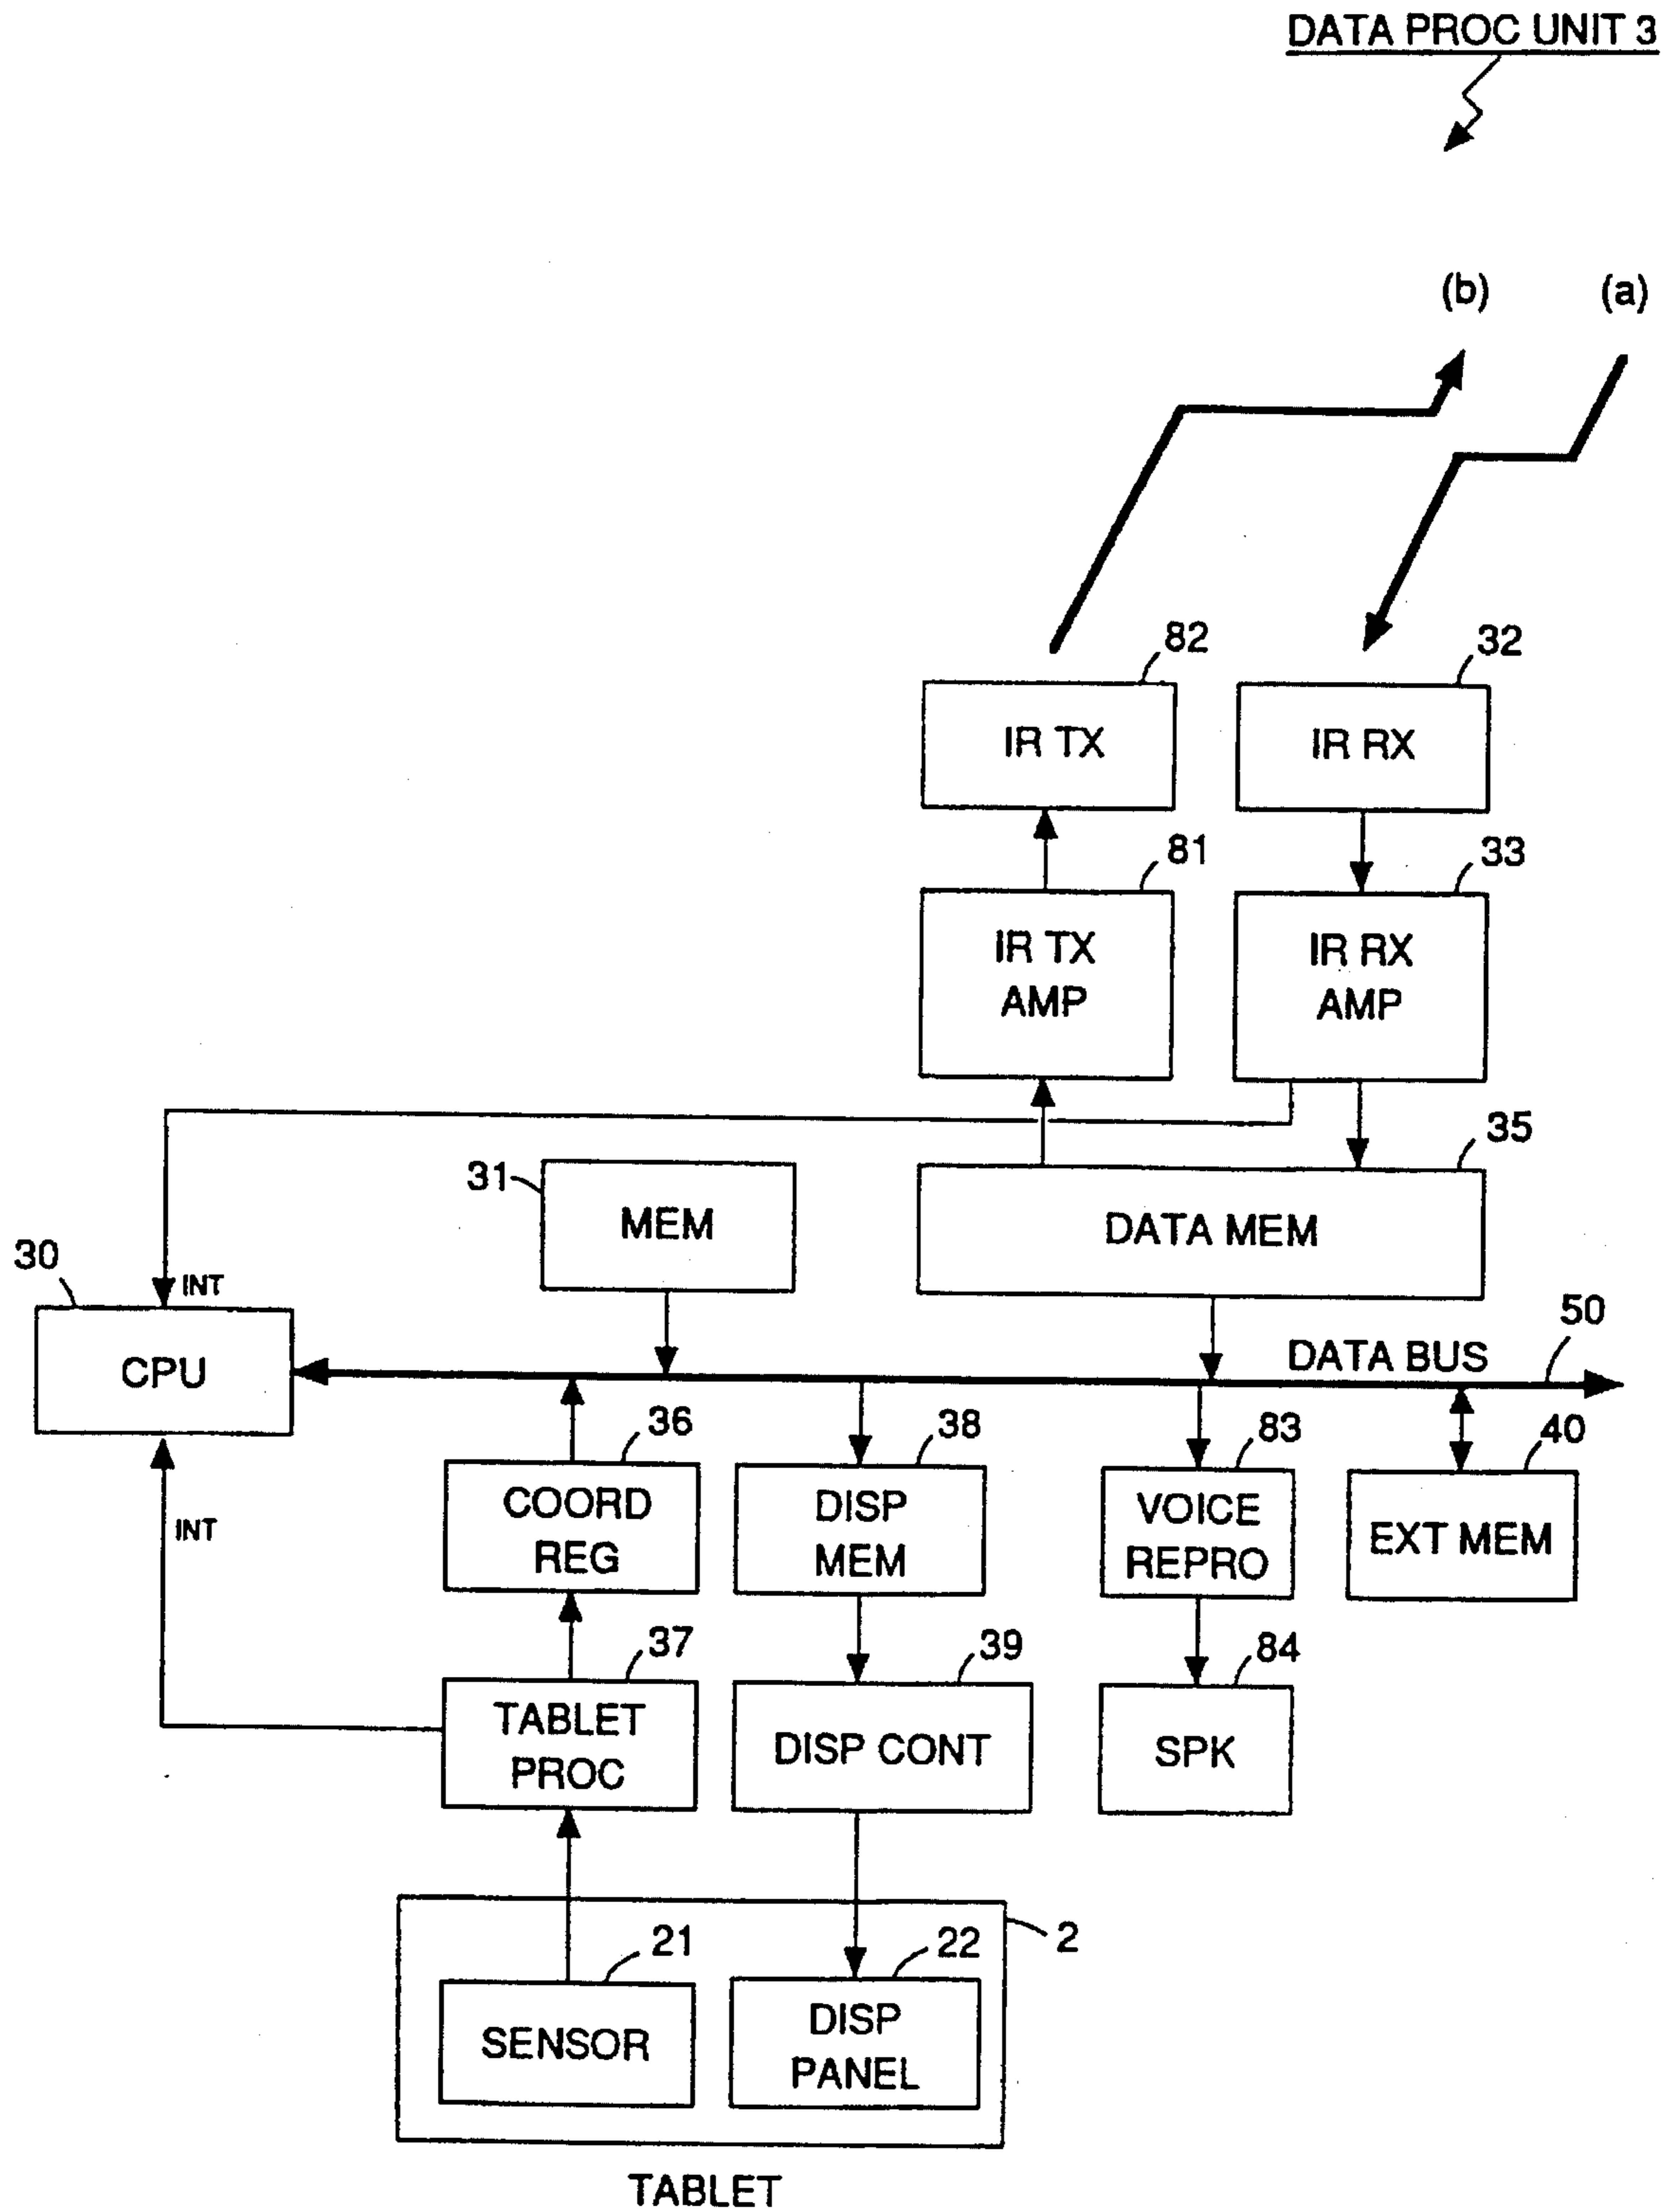 DATA PROC UNIT 3
(b)
(a)
82
32
IR TX
IR RX
81
33
IR TX
AMP
IR RX
AMP
35
31
MEM
DATA MEM
30
INT
CPU
50
DATA BUS
36
38
83
40
COORD
REG
DISP
MEM
VOICE
REPRO
EXT MEM
INT
37
39
84
TABLET
PROC
DISP CONT
SPK
2
21
22
SENSOR
DISP
PANEL
TABLET